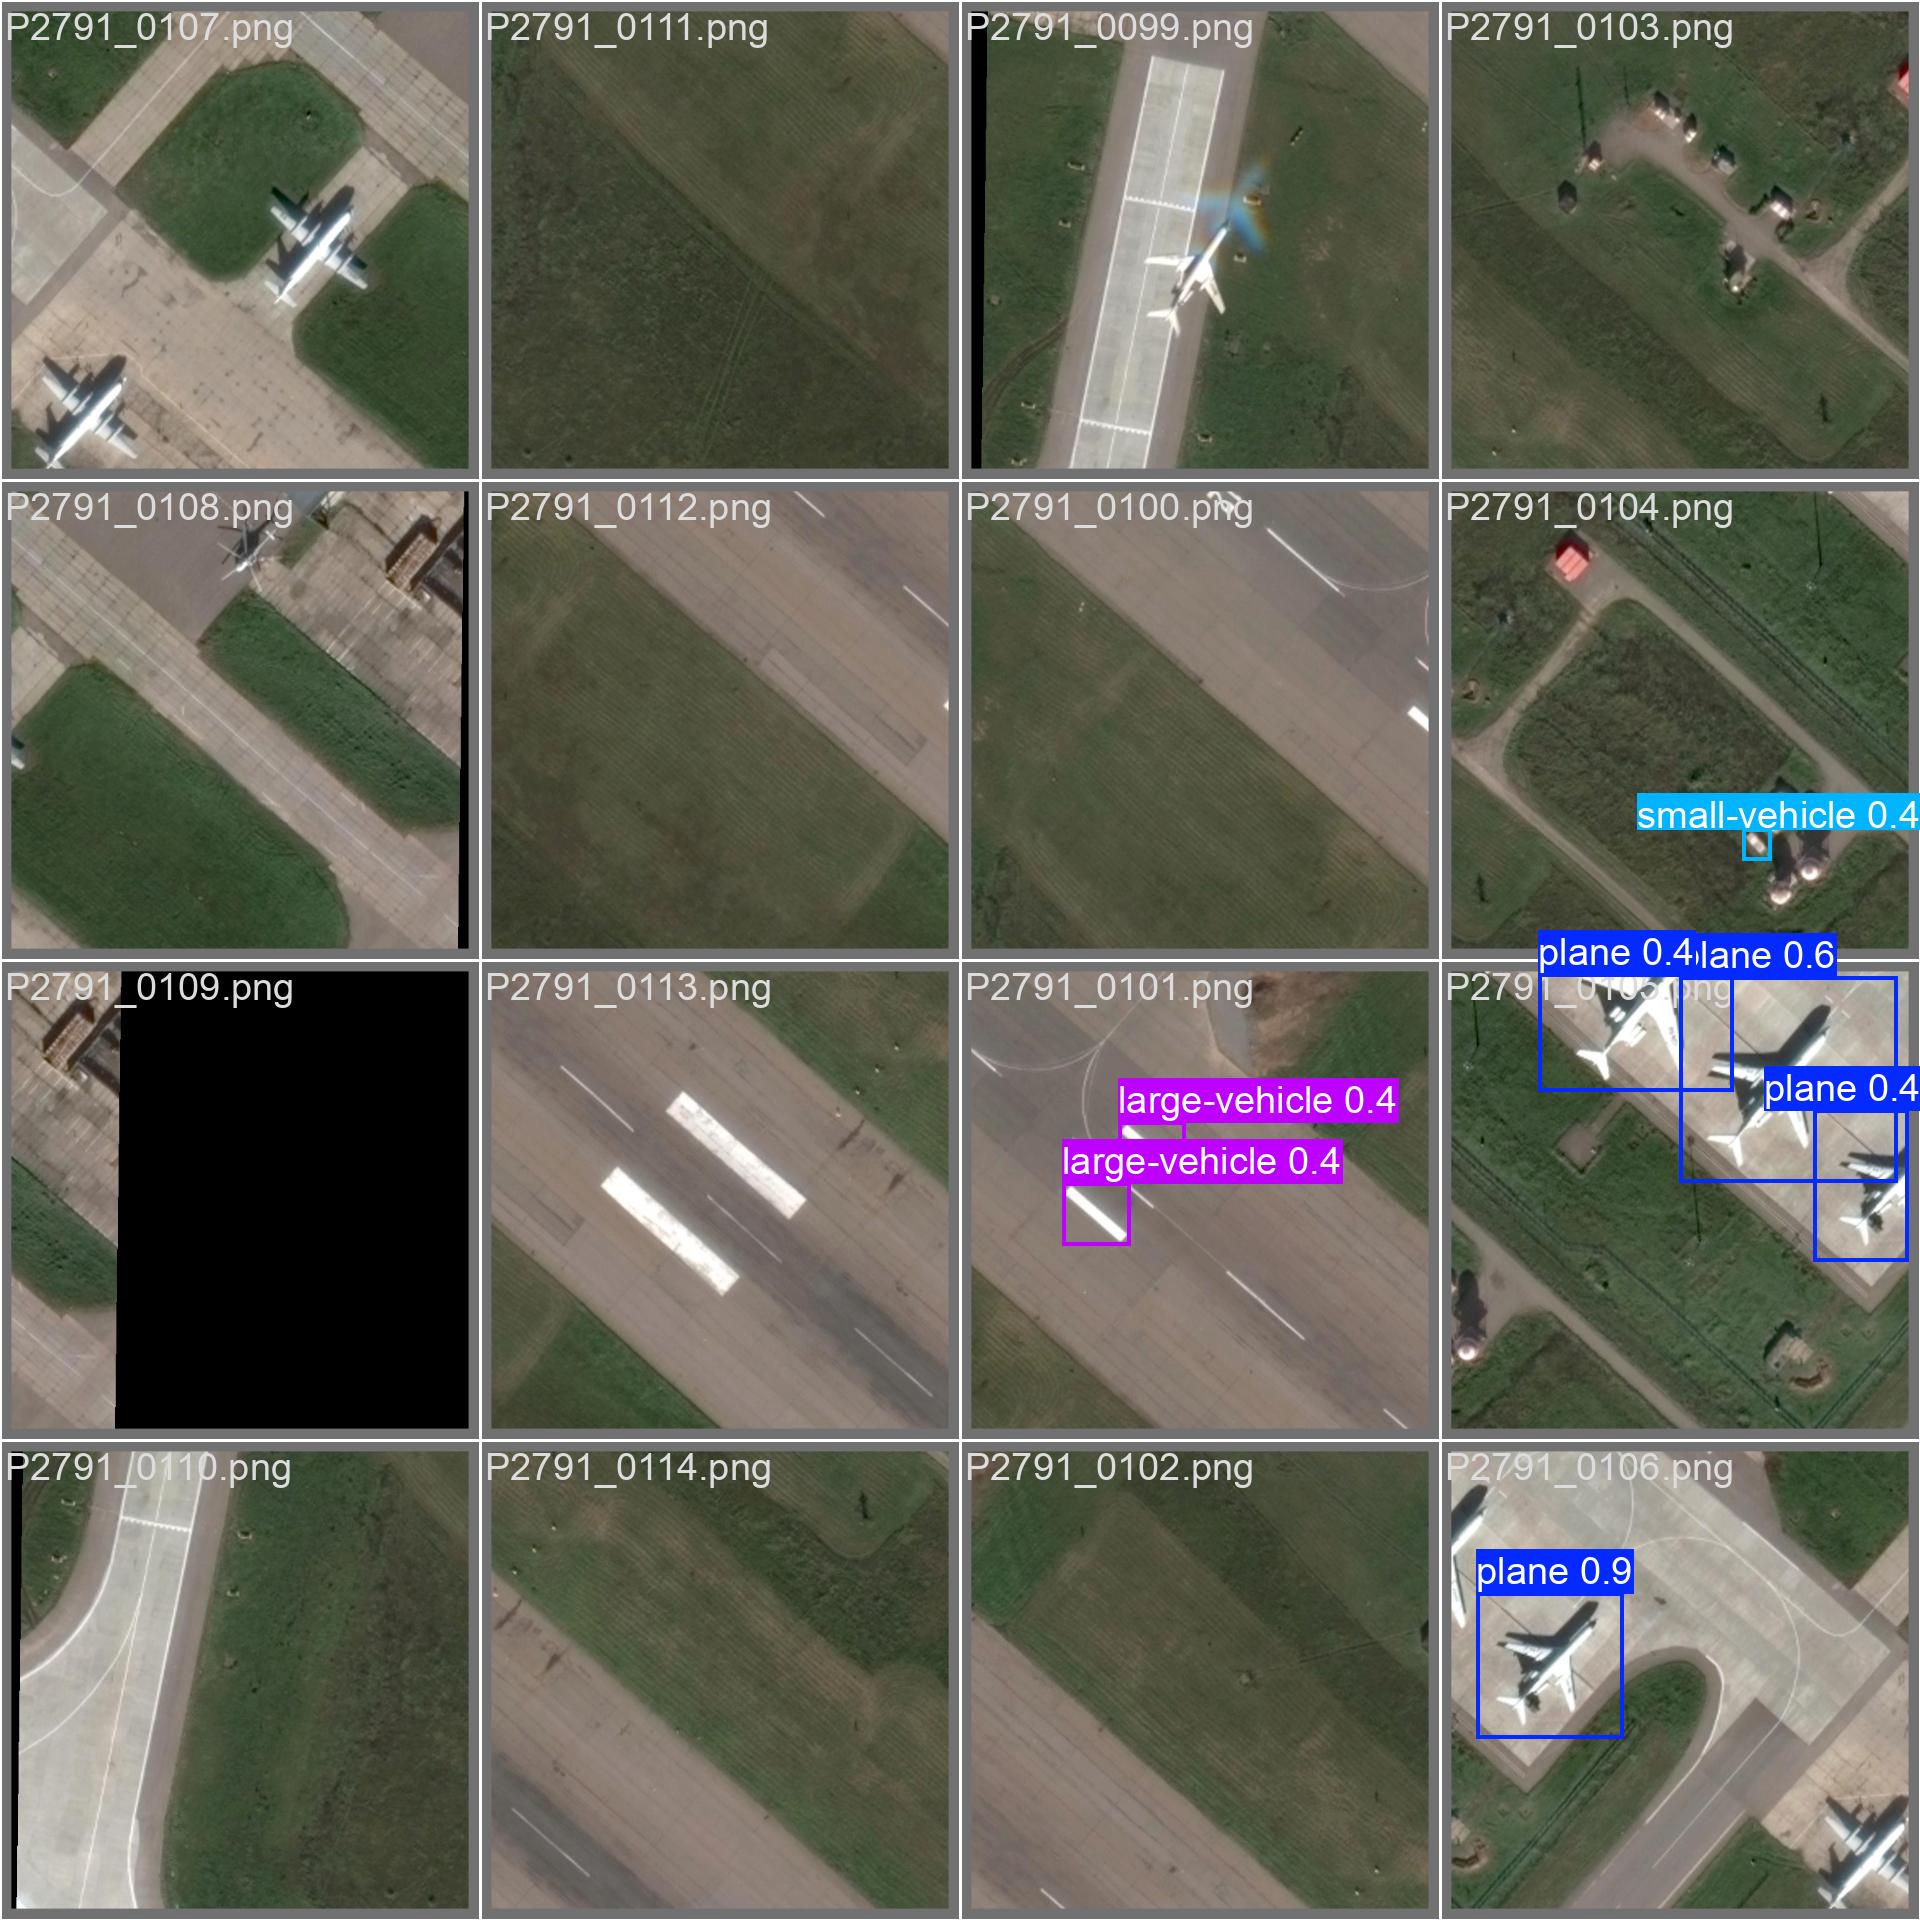 P2791_0107.png
P2791_0111.png
P2791_0099.png
P2791_0103.png
P2791_0108.png
P2791_0112.png
P2791_0100.png
P2791_0104.png
small-vehicle 0.4
P2791_0109.png
P2791_0113.png
P2791_0101.png
large-vehicle 0.4
large-vehicle 0.4
P2791_0105.png
plane 0.4
lane 0.6
plane 0.4
P2791_0110.png
P2791_0114.png
P2791_0102.png
P2791_0106.png
plane 0.9